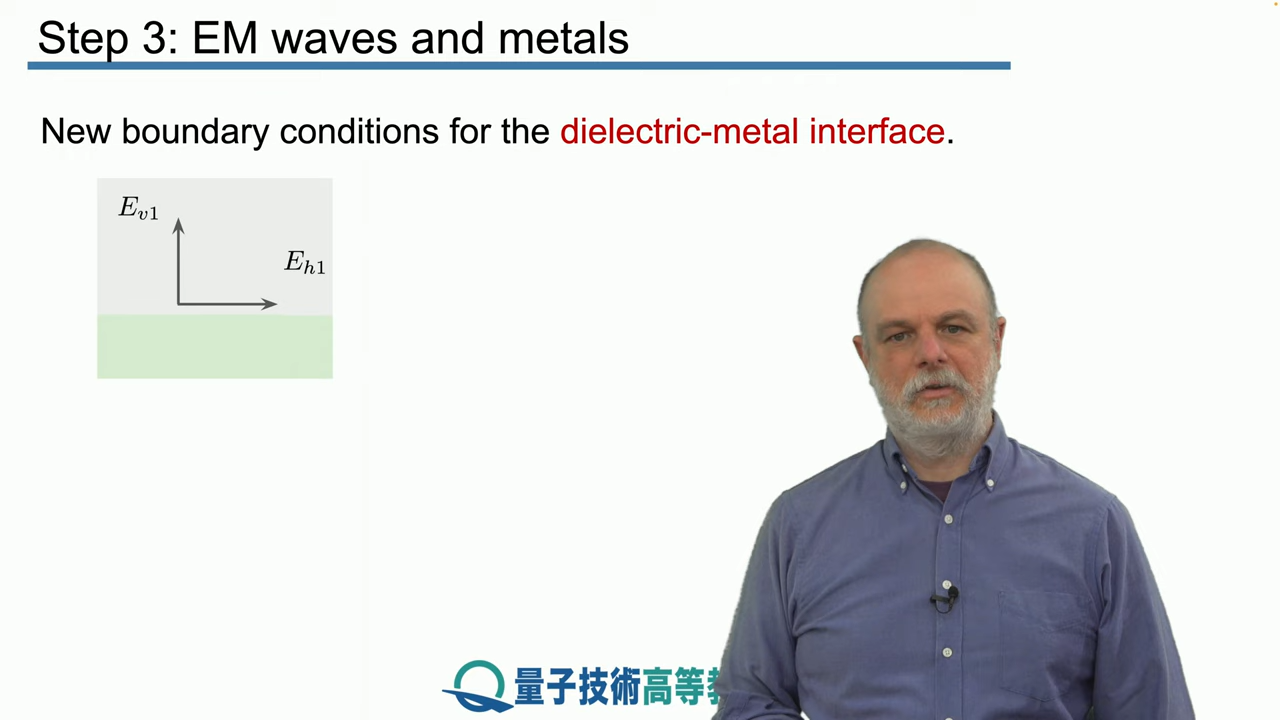 Step 3: EM waves and metals
New boundary conditions for the dielectric-metal interface.
E_{v1}
E_{h1}
量子技術高等